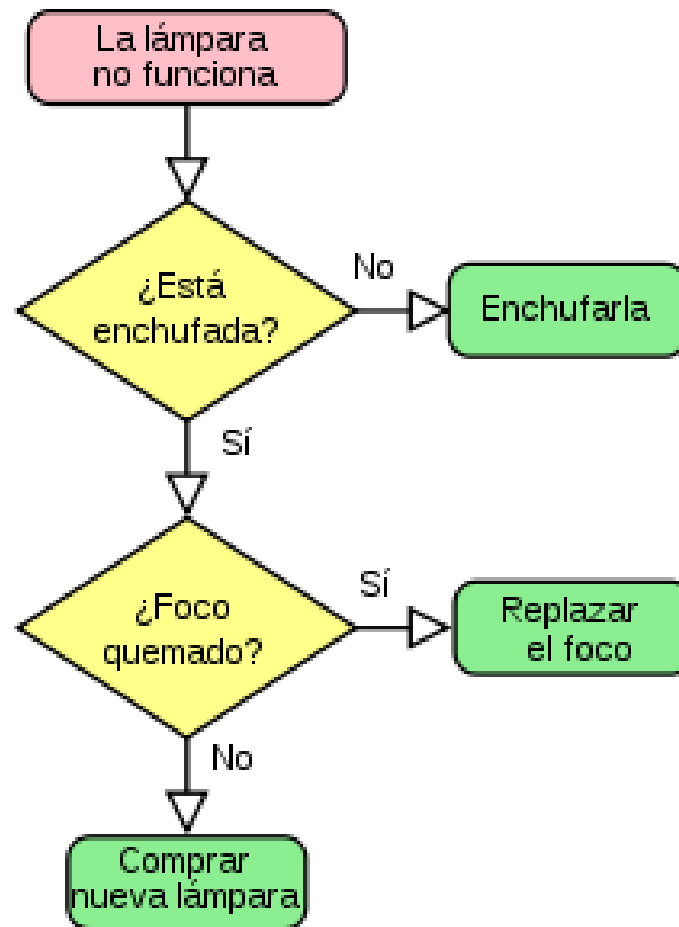 La lámpara
no funciona
¿Está
enchufada?
No
Enchufarla
Sí
¿Foco
quemado?
Sí
Replazar
el foco
No
Comprar
nueva lámpara